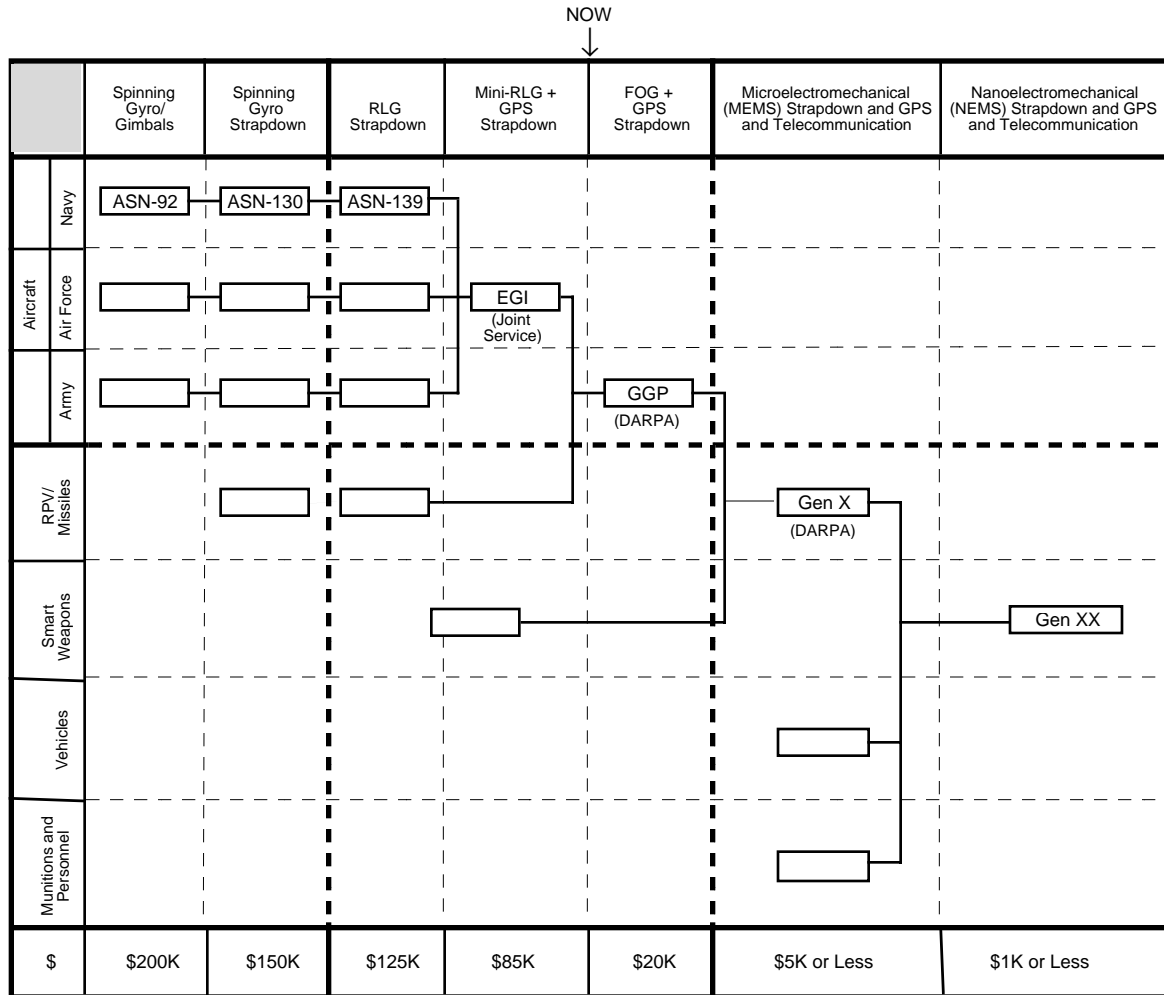 NOW
Spinning
Gyro/
Gimbals
Spinning
Gyro
Strapdown
RLG
Strapdown
Mini-RLG +
GPS
Strapdown
FOG +
GPS
Strapdown
Microelectromechanical
(MEMS) Strapdown and GPS
and Telecommunication
Nanoelectromechanical
(NEMS) Strapdown and GPS
and Telecommunication
Aircraft
Navy
ASN-92
ASN-130
ASN-139
Air Force
EGI
(Joint
Service)
Army
GGP
(DARPA)
RPV/
Missiles
Gen X
(DARPA)
Smart
Weapons
Gen XX
Vehicles
Munitions and
Personnel
$
$200K
$150K
$125K
$85K
$20K
$5K or Less
$1K or Less